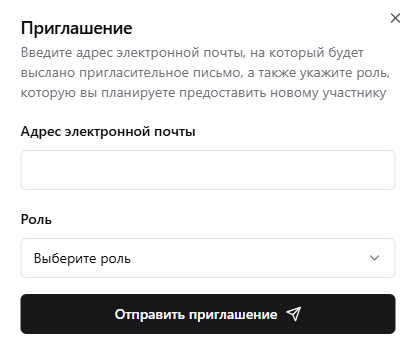 Приглашение
Введите адрес электронной почты, на который будет
выслано пригласительное письмо, а также укажите роль,
которую вы планируете предоставить новому участнику
Адрес электронной почты
Роль
Выберите роль
Отправить приглашение